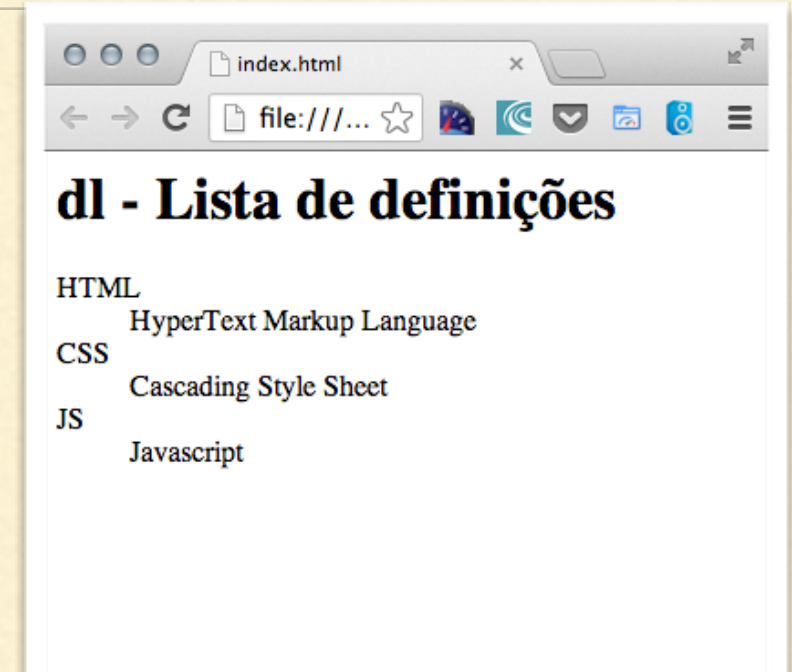 index.html
file:///...
dl - Lista de definições
HTML
HyperText Markup Language
CSS
Cascading Style Sheet
JS
Javascript